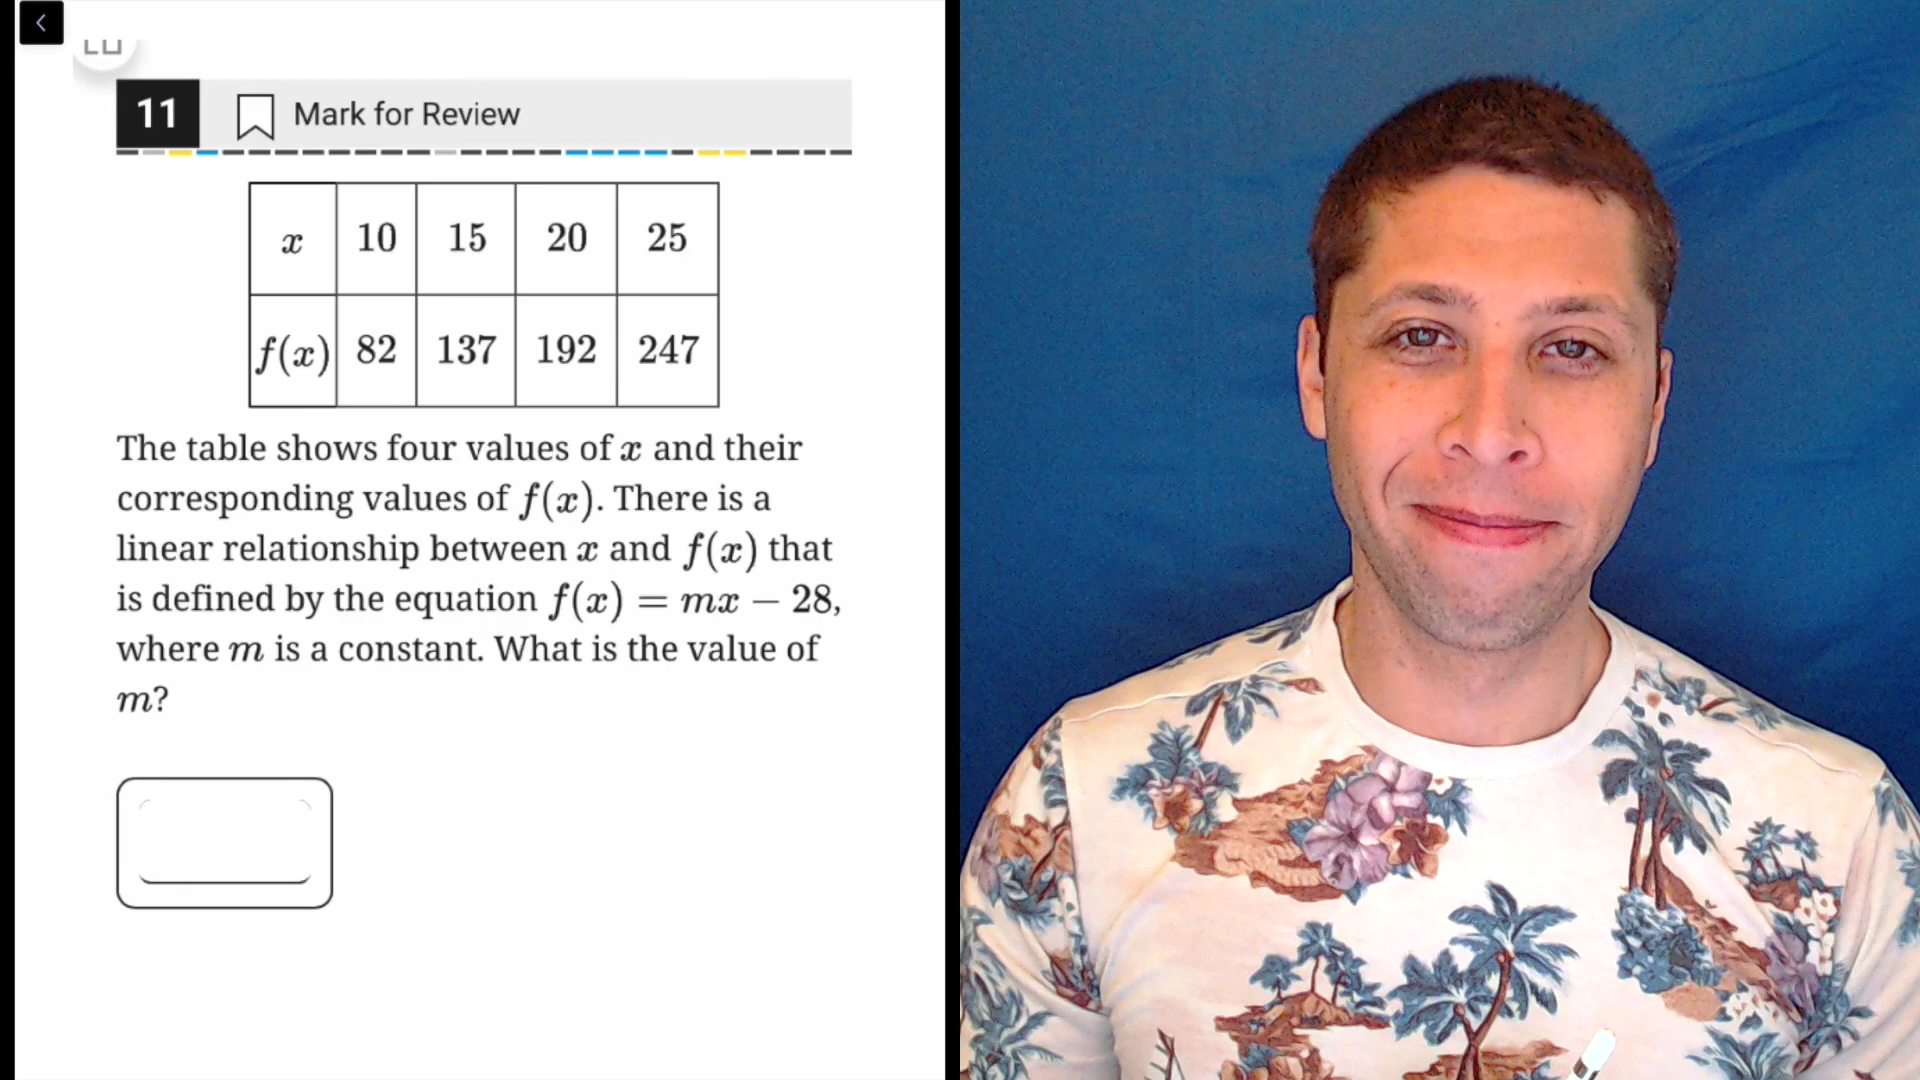 11 Mark for Review
x 10 15 20 25
f(x) 82 137 192 247
The table shows four values of x and their
corresponding values of f(x). There is a
linear relationship between x and f(x) that
is defined by the equation f(x) = mx − 28,
where m is a constant. What is the value of
m?